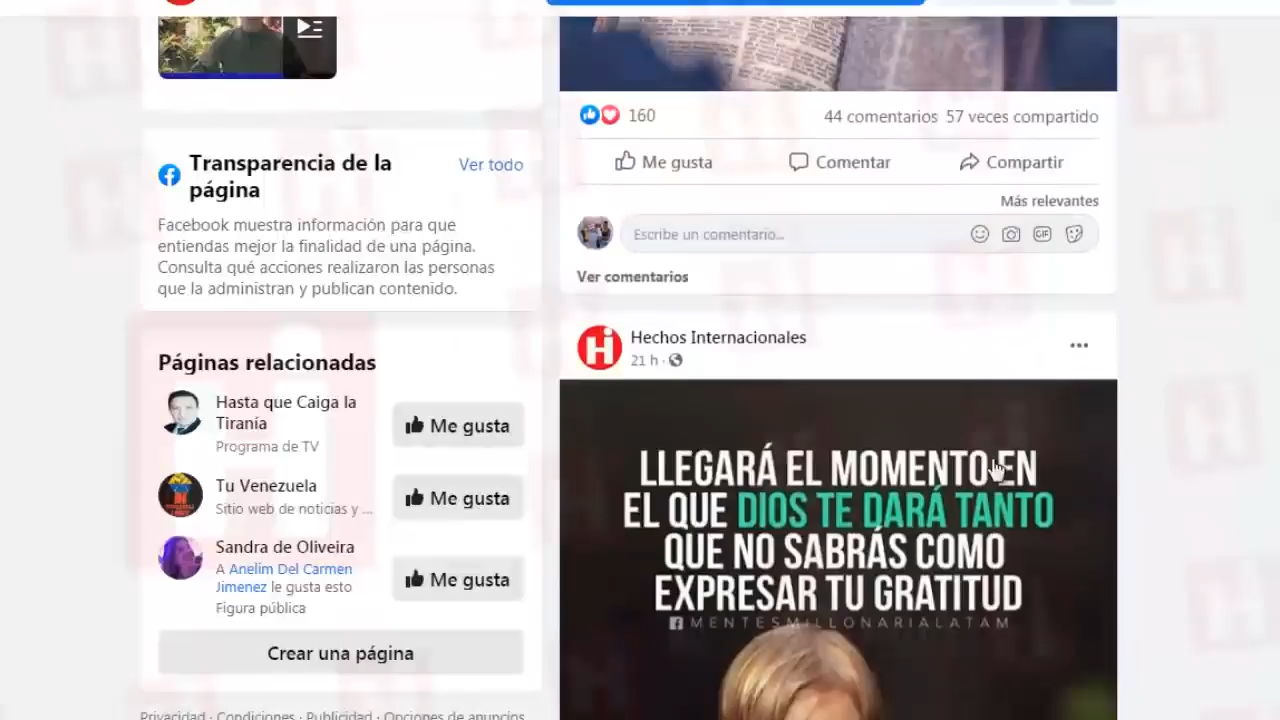 Transparencia de la
página
Ver todo
Facebook muestra información para que
entiendas mejor la finalidad de una página.
Consulta qué acciones realizaron las personas
que la administran y publican contenido.
Páginas relacionadas
Hasta que Caiga la
Tiranía
Programa de TV
Me gusta
Tu Venezuela
Sitio web de noticias y ...
Me gusta
Sandra de Oliveira
A Anelim Del Carmen
Jimenez le gusta esto
Figura pública
Me gusta
Crear una página
Privacidad · Condiciones · Publicidad · Opciones de anuncios
160
44 comentarios 57 veces compartido
Me gusta Comentar Compartir
Más relevantes
Escribe un comentario...
GIF
Ver comentarios
Hi
Hechos Internacionales
21 h ·
LLEGARÁ EL MOMENTO EN
EL QUE DIOS TE DARÁ TANTO
QUE NO SABRÁS COMO
EXPRESAR TU GRATITUD
MENTESMILLONARIALATAM